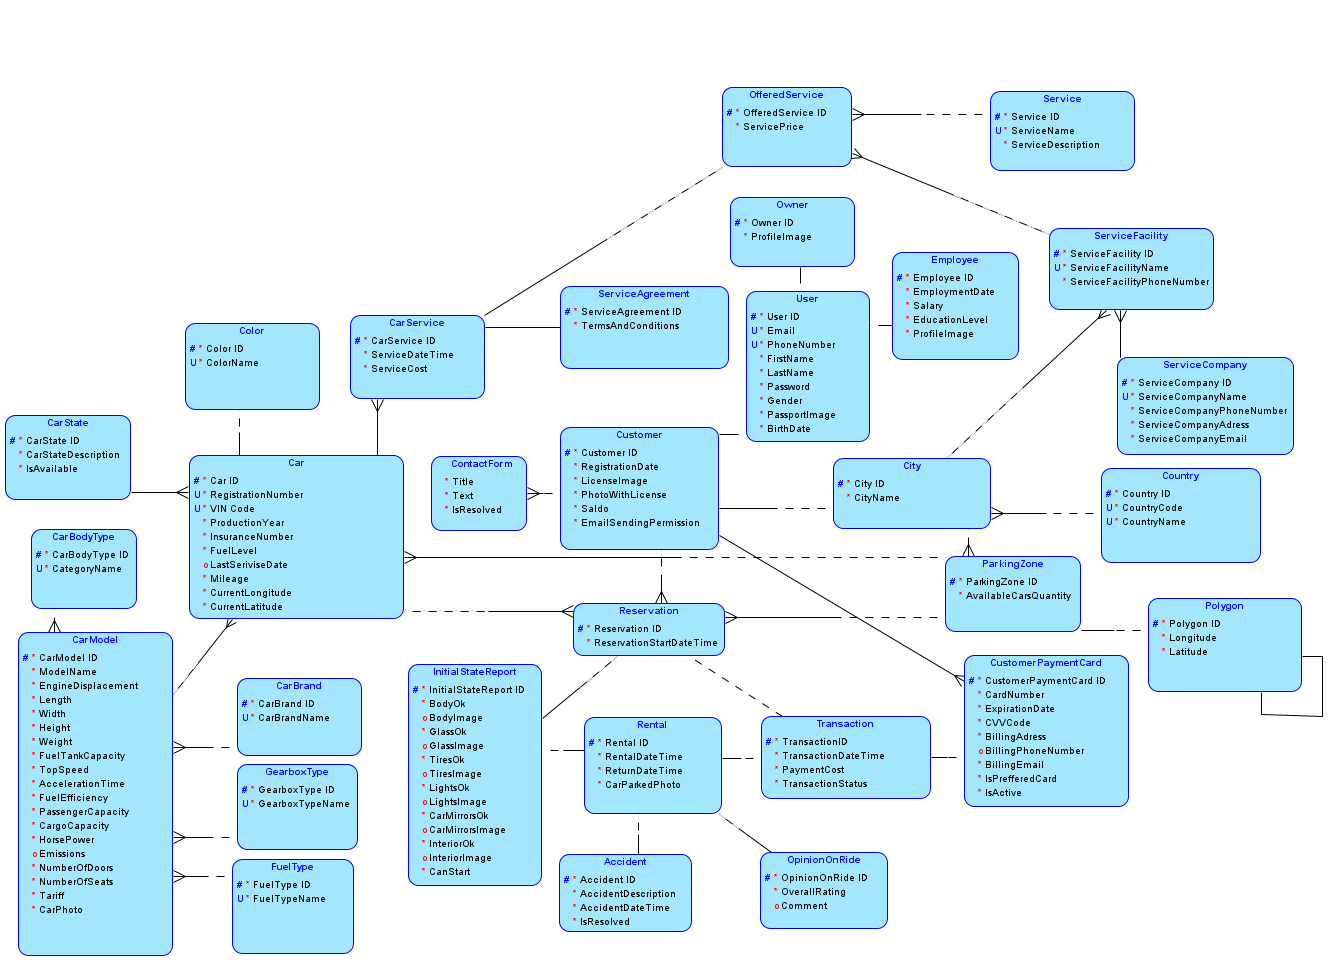 OfferedService
# * OfferedService ID
* ServicePrice
Service
# * Service ID
U * ServiceName
* ServiceDescription
Owner
# * Owner ID
* ProfileImage
ServiceFacility
# * ServiceFacility ID
U * ServiceFacilityName
* ServiceFacilityPhoneNumber
Employee
# * Employee ID
* EmploymentDate
* Salary
* EducationLevel
* ProfileImage
ServiceAgreement
# * ServiceAgreement ID
* TermsAndConditions
User
# * User ID
U * Email
U * PhoneNumber
* FirstName
* LastName
* Password
* Gender
* PassportImage
* BirthDate
Color
# * Color ID
U * ColorName
CarService
# * CarService ID
* ServiceDateTime
* ServiceCost
ServiceCompany
# * ServiceCompany ID
U * ServiceCompanyName
* ServiceCompanyPhoneNumber
* ServiceCompanyAdress
* ServiceCompanyEmail
CarState
# * CarState ID
* CarStateDescription
* IsAvailable
Customer
# * Customer ID
* RegistrationDate
* LicenseImage
* PhotoWithLicense
* Saldo
* EmailSendingPermission
Car
# * Car ID
U * RegistrationNumber
U * VIN Code
* ProductionYear
* InsuranceNumber
* FuelLevel
o LastSeriviseDate
* Mileage
* CurrentLongitude
* CurrentLatitude
ContactForm
* Title
* Text
* IsResolved
City
# * City ID
* CityName
Country
# * Country ID
U * CountryCode
U * CountryName
CarBodyType
# * CarBodyType ID
U * CategoryName
ParkingZone
# * ParkingZone ID
* AvailableCarsQuantity
Reservation
# * Reservation ID
* ReservationStartDateTime
Polygon
# * Polygon ID
* Longitude
* Latitude
CarModel
# * CarModel ID
* ModelName
* EngineDisplacement
* Length
* Width
* Height
* Weight
* FuelTankCapacity
* TopSpeed
* AccelerationTime
* FuelEfficiency
* PassengerCapacity
* CargoCapacity
* HorsePower
o Emissions
* NumberOfDoors
* NumberOfSeats
* Tariff
* CarPhoto
CarBrand
# * CarBrand ID
U * CarBrandName
InitialStateReport
# * InitialStateReport ID
* BodyOk
o BodyImage
* GlassOk
o GlassImage
* TiresOk
o TiresImage
* LightsOk
o LightsImage
* CarMirrorsOk
o CarMirrorsImage
* InteriorOk
o InteriorImage
* CanStart
CustomerPaymentCard
# * CustomerPaymentCard ID
* CardNumber
* ExpirationDate
* CVVCode
* BillingAdress
o BillingPhoneNumber
* BillingEmail
* IsPrefferedCard
* IsActive
Rental
# * Rental ID
* RentalDateTime
* ReturnDateTime
* CarParkedPhoto
Transaction
# * TransactionID
* TransactionDateTime
* PaymentCost
* TransactionStatus
GearboxType
# * GearboxType ID
U * GearboxTypeName
FuelType
# * FuelType ID
U * FuelTypeName
Accident
# * Accident ID
* AccidentDescription
* AccidentDateTime
* IsResolved
OpinionOnRide
# * OpinionOnRide ID
* OverallRating
o Comment